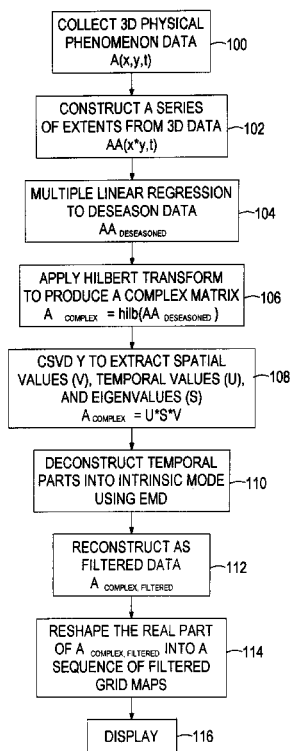 COLLECT 3D PHYSICAL
PHENOMENON DATA
A(x,y,t)
100
CONSTRUCT A SERIES
OF EXTENTS FROM 3D DATA
AA(x*y,t)
102
MULTIPLE LINEAR REGRESSION
TO DESEASON DATA
AA DESEASONED
104
APPLY HILBERT TRANSFORM
TO PRODUCE A COMPLEX MATRIX
A COMPLEX = hilb(AA DESEASONED)
106
CSVD Y TO EXTRACT SPATIAL
VALUES (V), TEMPORAL VALUES (U),
AND EIGENVALUES (S)
A COMPLEX = U*S*V
108
DECONSTRUCT TEMPORAL
PARTS INTO INTRINSIC MODE
USING EMD
110
RECONSTRUCT AS
FILTERED DATA
A COMPLEX, FILTERED
112
RESHAPE THE REAL PART
OF A COMPLEX, FILTERED INTO A
SEQUENCE OF FILTERED
GRID MAPS
114
DISPLAY
116